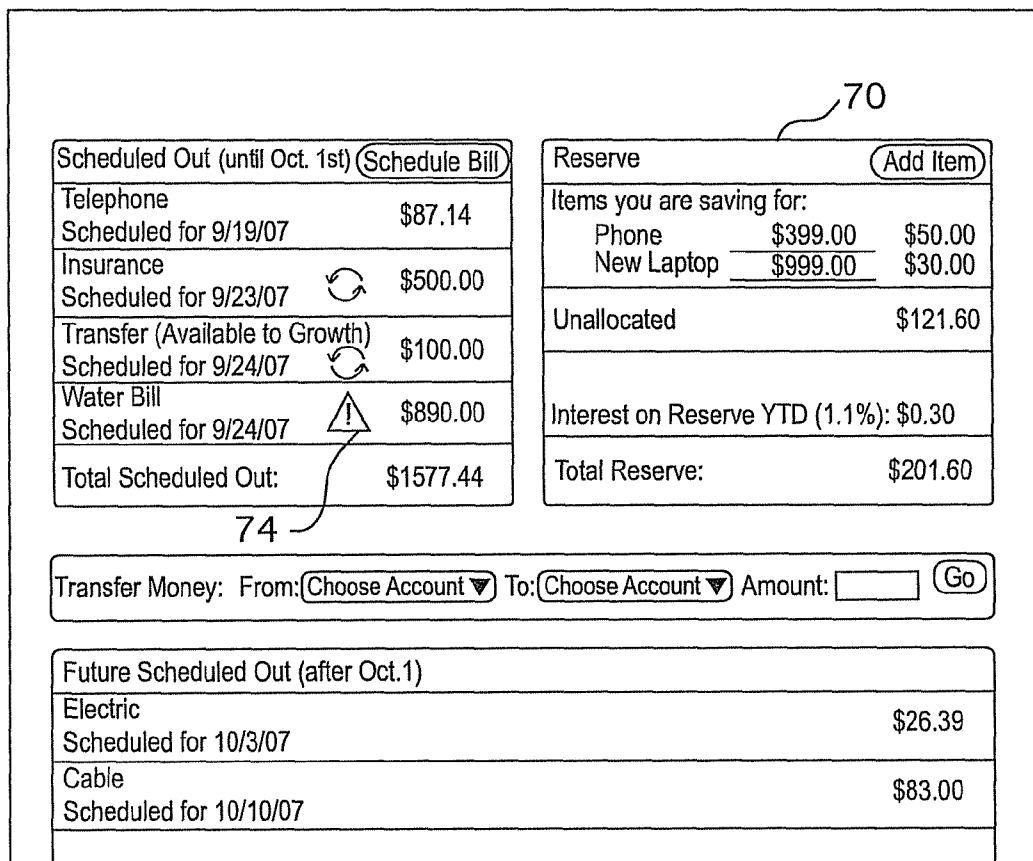 70
Scheduled Out (until Oct. 1st) Schedule Bill
Telephone
Scheduled for 9/19/07 $87.14
Insurance
Scheduled for 9/23/07 $500.00
Transfer (Available to Growth)
Scheduled for 9/24/07 $100.00
Water Bill
Scheduled for 9/24/07 ! $890.00
Total Scheduled Out: $1577.44
74
Reserve Add Item
Items you are saving for:
Phone $399.00 $50.00
New Laptop $999.00 $30.00
Unallocated $121.60
Interest on Reserve YTD (1.1%): $0.30
Total Reserve: $201.60
Transfer Money: From: Choose Account To: Choose Account Amount: Go
Future Scheduled Out (after Oct.1)
Electric
Scheduled for 10/3/07 $26.39
Cable
Scheduled for 10/10/07 $83.00